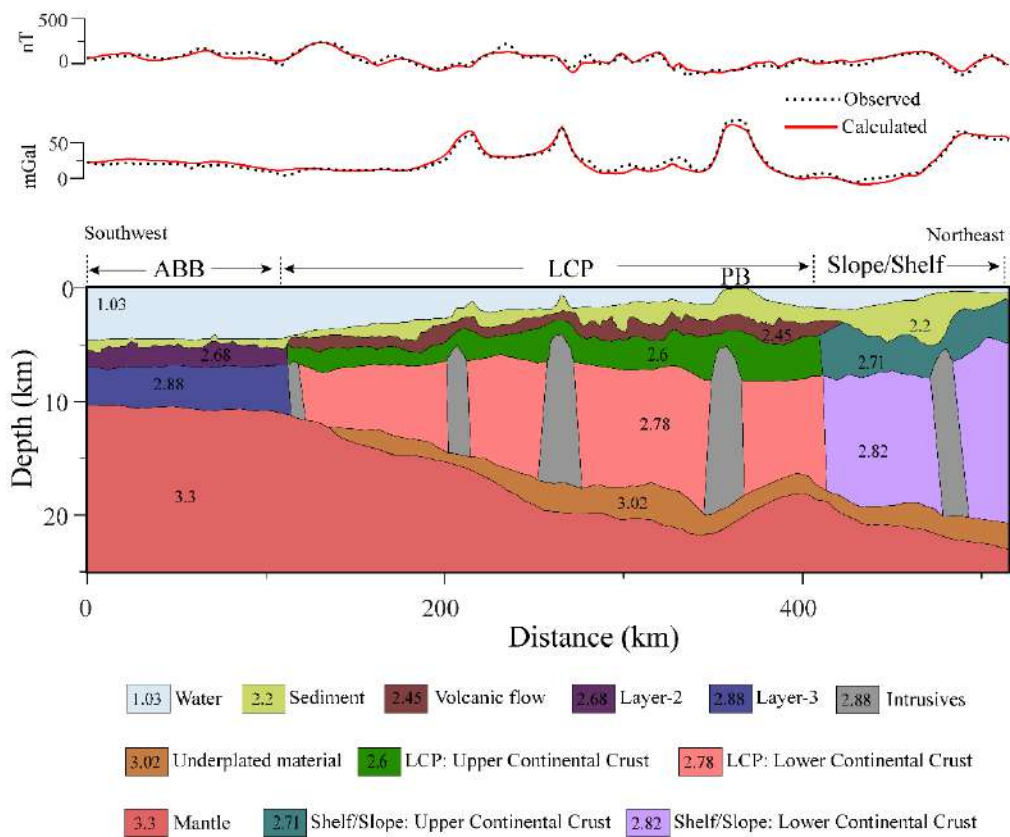 500
nT
0
Observed
Calculated
50
mGal
0
Southwest
Northeast
ABB
LCP
Slope/Shelf
PB
0
1.03
2.45
2.2
2.68
2.6
2.71
2.88
10
2.78
2.82
Depth (km)
3.3
3.02
20
0
200
400
Distance (km)
1.03 Water
2.2 Sediment
2.45 Volcanic flow
2.68 Layer-2
2.88 Layer-3
2.88 Intrusives
3.02 Underplated material
2.6 LCP: Upper Continental Crust
2.78 LCP: Lower Continental Crust
3.3 Mantle
2.71 Shelf/Slope: Upper Continental Crust
2.82 Shelf/Slope: Lower Continental Crust